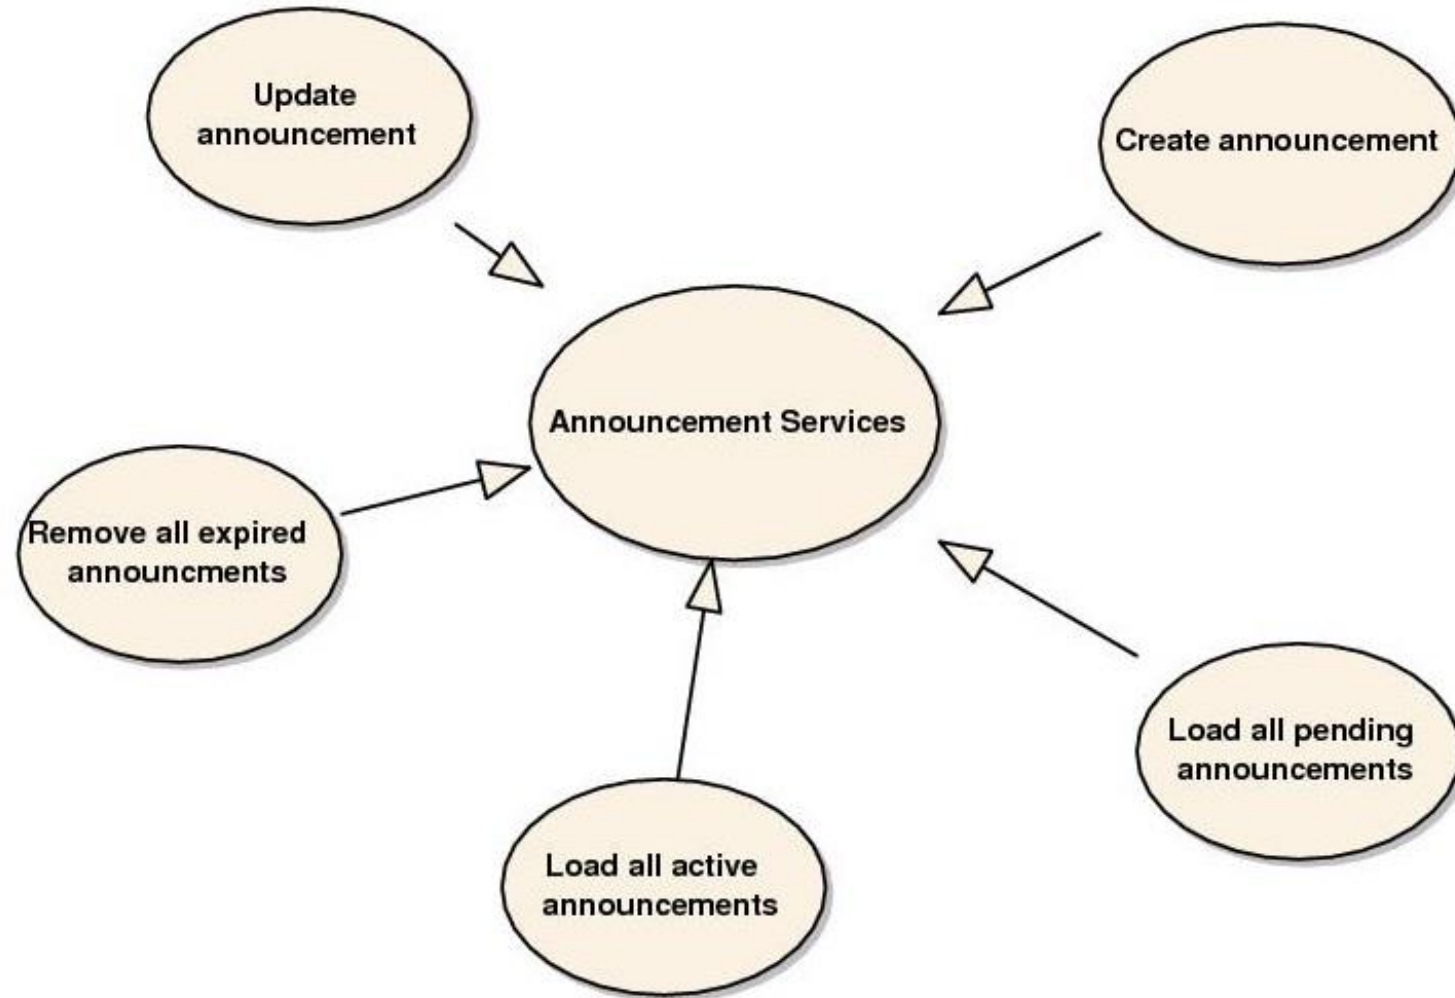 Update
announcement
Create announcement
Announcement Services
Remove all expired
announcments
Load all pending
announcements
Load all active
announcements